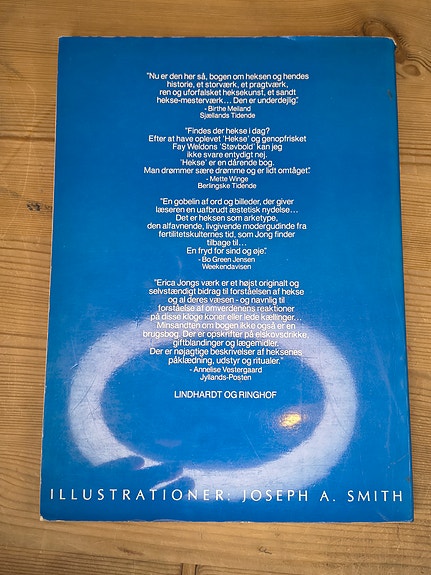 "Nu er den her så, bogen om heksen og hendes
historie, et storværk, et pragtværk,
ren og uforfalsket heksekunst, et sandt
hekse-mesterværk... Den er underdejlig".
- Birthe Meiland
Sjællands Tidende
"Findes der hekse i dag?
Efter at have oplevet 'Hekse' og genopfrisket
Fay Weldons 'Støvbold' kan jeg
ikke svare entydigt nej.
'Hekse' er en dårende bog.
Man drømmer sære drømme og er lidt omtåget".
- Mette Winge
Berlingske Tidende
"En gobelin af ord og billeder, der giver
læseren en uafbrudt æstetisk nydelse...
Det er heksen som arketype,
den alfavnende, livgivende modergudinde fra
fertilitetskulternes tid, som Jong finder
tilbage til...
En fryd for sind og øje".
- Bo Green Jensen
Weekendavisen
"Erica Jongs værk er et højst originalt og
selvstændigt bidrag til forståelsen af hekse
og al deres væsen - og navnlig til
forståelse af omverdenens reaktioner
på disse kloge koner eller lede kællinger...
Minsandten om bogen ikke også er en
brugsbog. Der er opskrifter på elskovsdrikke,
giftblandinger og lægemidler.
Der er nøjagtige beskrivelser af heksenes
påklædning, udstyr og ritualer."
- Annelise Vestergaard
Jyllands-Posten
LINDHARDT OG RINGHOF
ILLUSTRATIONER: JOSEPH A. SMITH